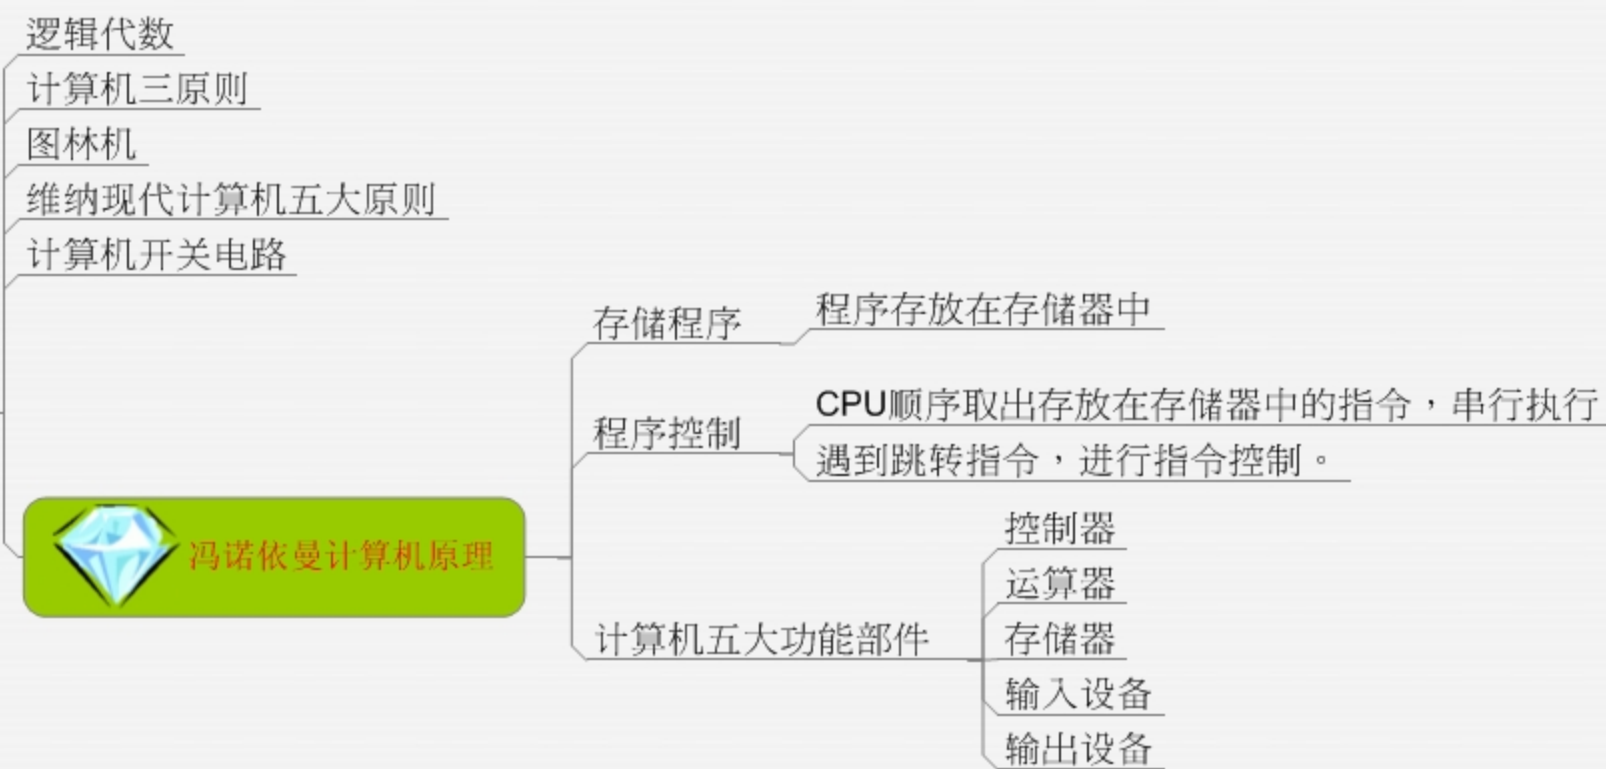 逻辑代数
计算机三原则
图林机
维纳现代计算机五大原则
计算机开关电路
冯诺依曼计算机原理
存储程序
程序存放在存储器中
程序控制
CPU顺序取出存放在存储器中的指令，串行执行
遇到跳转指令，进行指令控制。
计算机五大功能部件
控制器
运算器
存储器
输入设备
输出设备